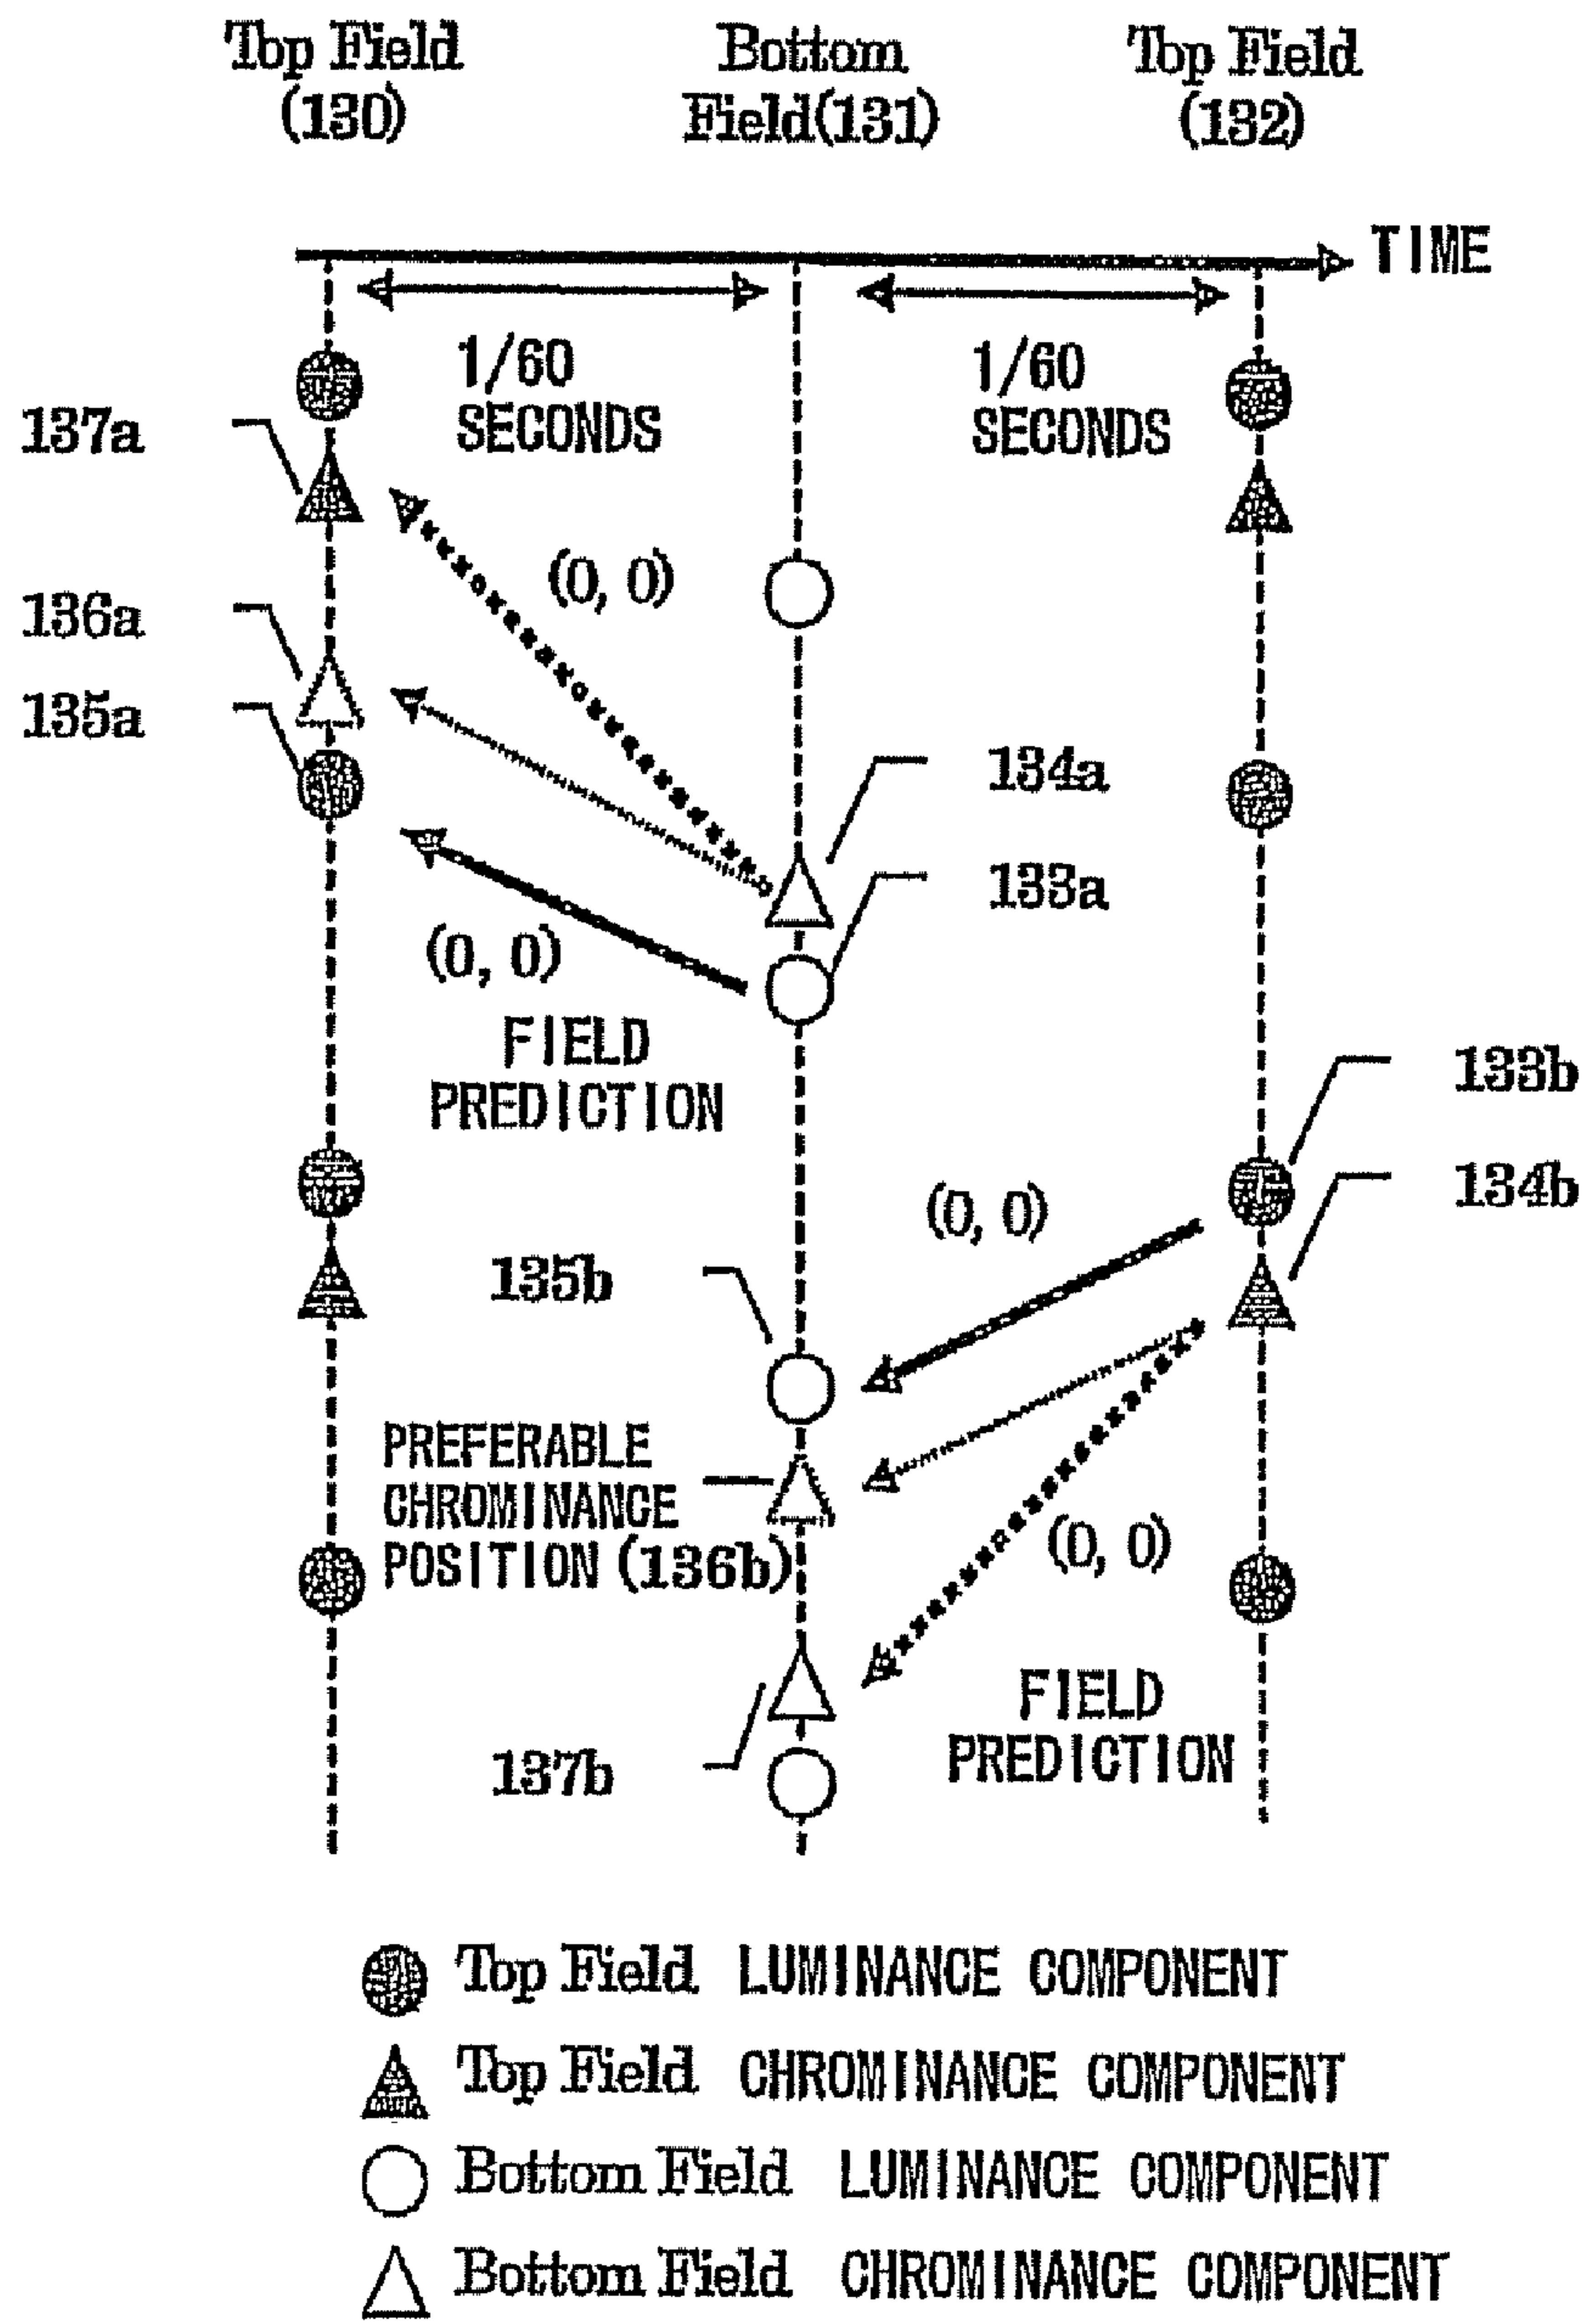 Top Field
(130)
Bottom
Field(131)
Top Field
(132)
TIME
1/60
SECONDS
1/60
SECONDS
137a
(0, 0)
136a
135a
134a
133a
(0, 0)
FIELD
PREDICTION
133b
134b
(0, 0)
135b
PREFERABLE
CHROMINANCE
POSITION (136b)
(0, 0)
FIELD
PREDICTION
137b
Top Field LUMINANCE COMPONENT
Top Field CHROMINANCE COMPONENT
Bottom Field LUMINANCE COMPONENT
Bottom Field CHROMINANCE COMPONENT